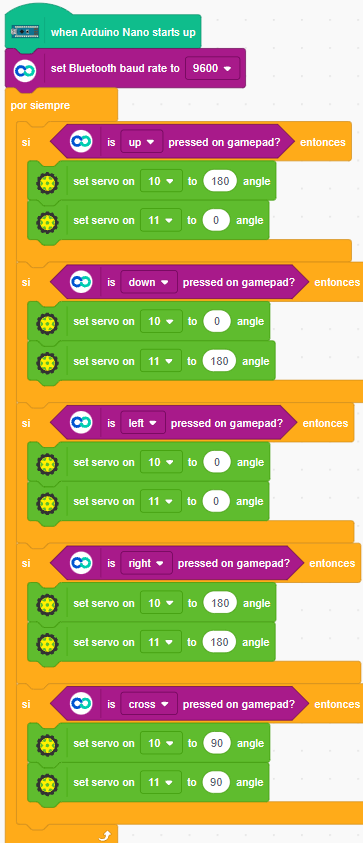 when Arduino Nano starts up
set Bluetooth baud rate to 9600
por siempre
si is up pressed on gamepad? entonces
set servo on 10 to 180 angle
set servo on 11 to 0 angle
si is down pressed on gamepad? entonces
set servo on 10 to 0 angle
set servo on 11 to 180 angle
si is left pressed on gamepad? entonces
set servo on 10 to 0 angle
set servo on 11 to 0 angle
si is right pressed on gamepad? entonces
set servo on 10 to 180 angle
set servo on 11 to 180 angle
si is cross pressed on gamepad? entonces
set servo on 10 to 90 angle
set servo on 11 to 90 angle